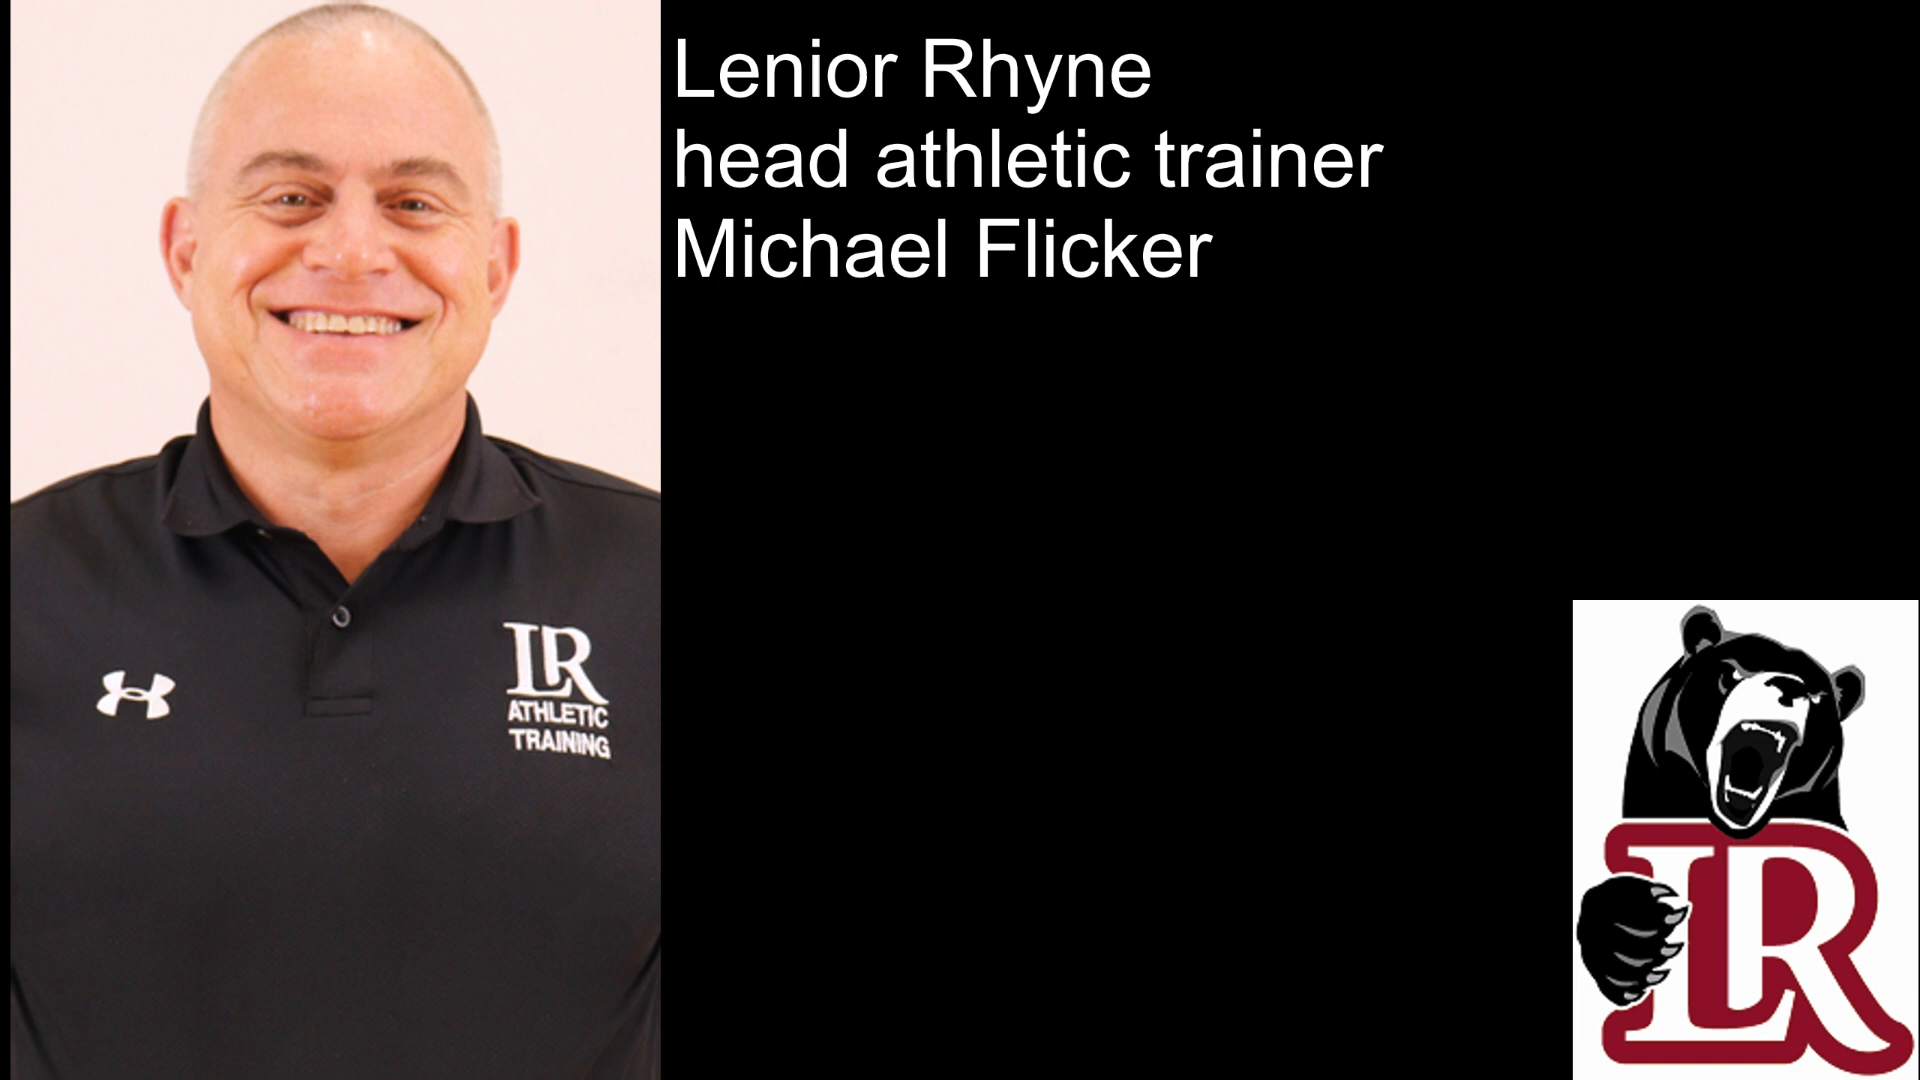 Lenior Rhyne
head athletic trainer
Michael Flicker
LR
ATHLETIC
TRAINING
LR